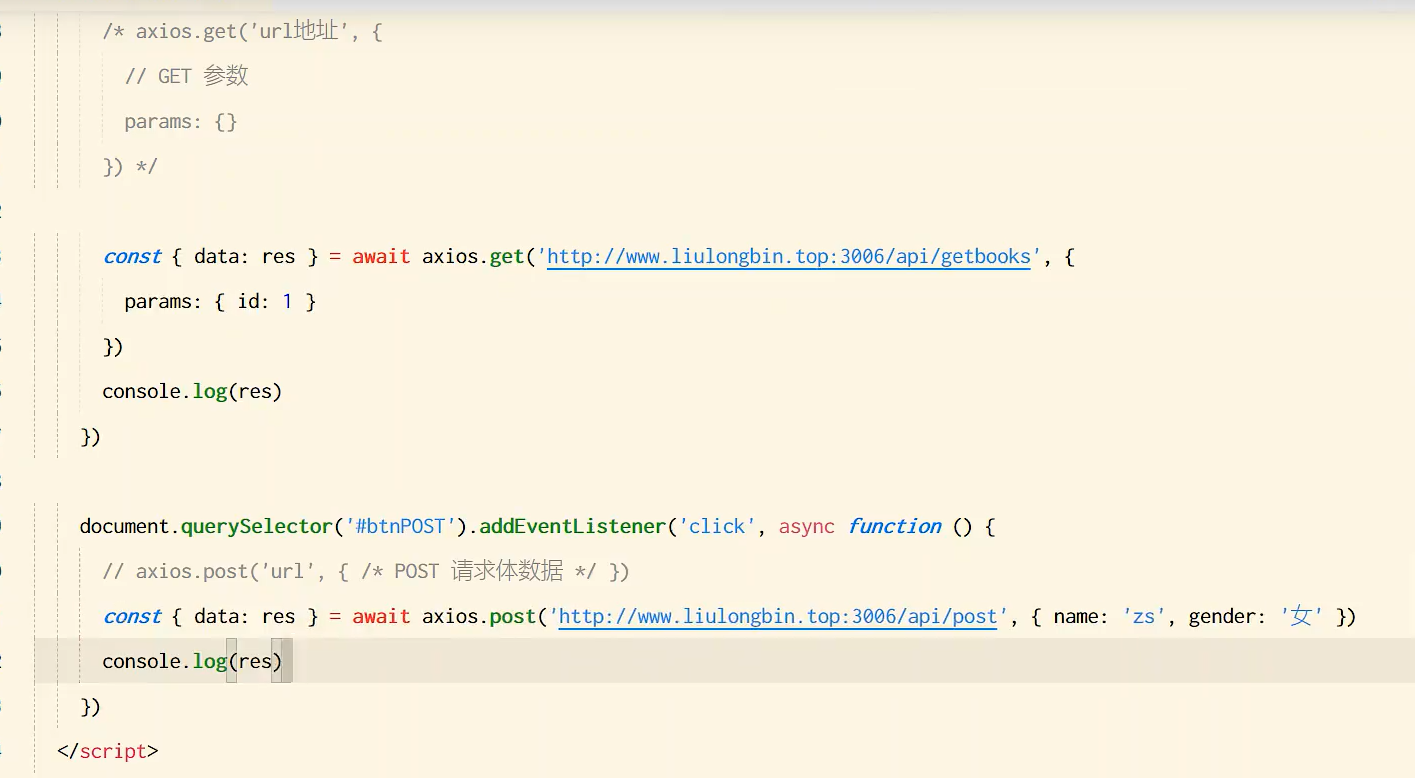 /* axios.get('url地址', {
// GET 参数
params: {}
}) */
const { data: res } = await axios.get('http://www.liulongbin.top:3006/api/getbooks', {
params: { id: 1 }
})
console.log(res)
})
document.querySelector('#btnPOST').addEventListener('click', async function () {
// axios.post('url', { /* POST 请求体数据 */ })
const { data: res } = await axios.post('http://www.liulongbin.top:3006/api/post', { name: 'zs', gender: '女' })
console.log(res)
})
</script>